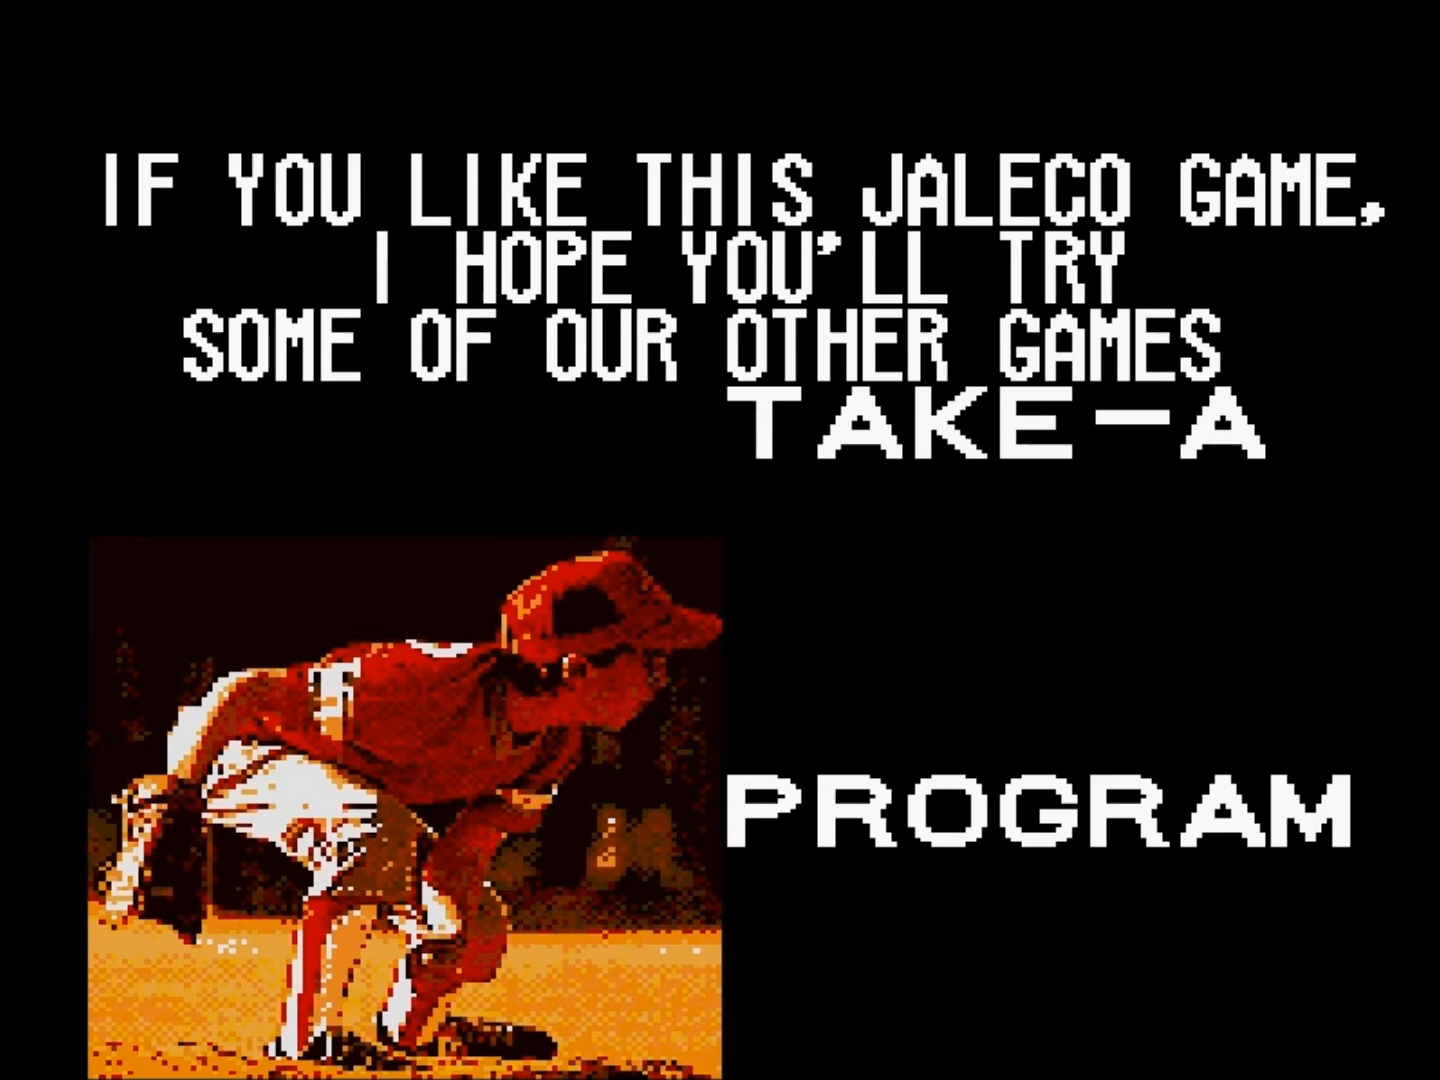 IF YOU LIKE THIS JALECO GAME,
I HOPE YOU'LL TRY
SOME OF OUR OTHER GAMES
TAKE-A
PROGRAM